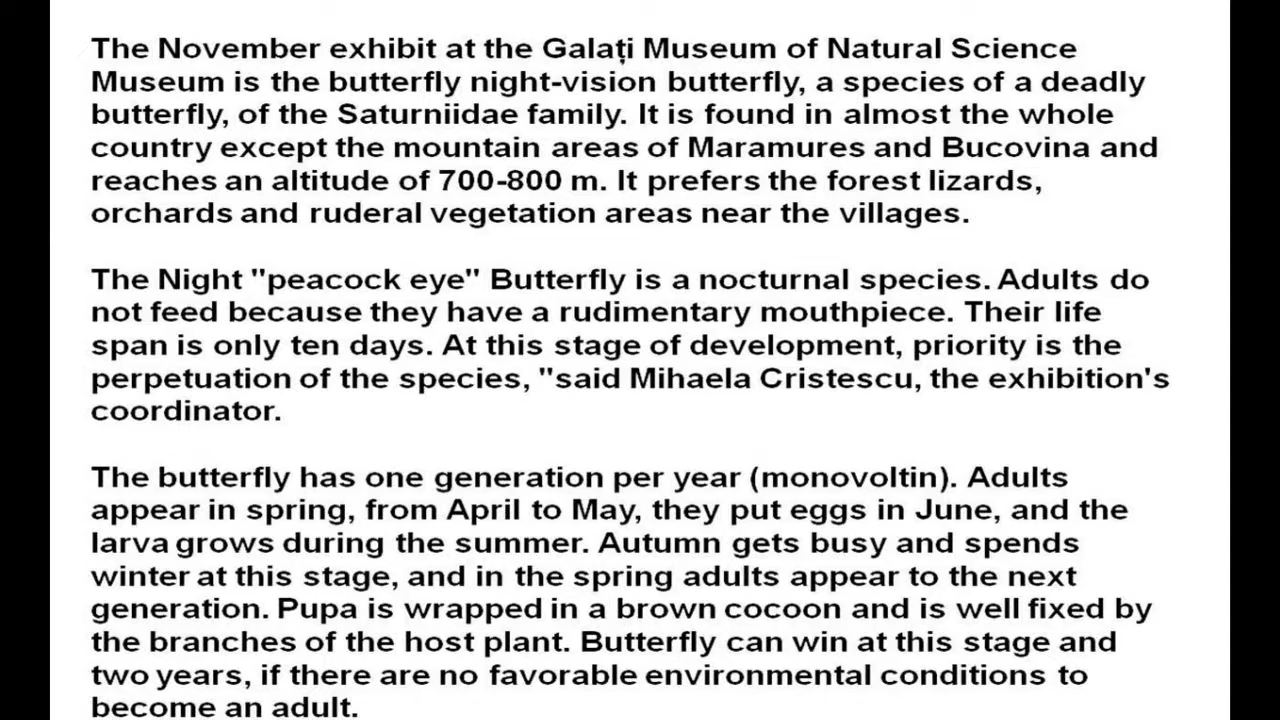 The November exhibit at the Galați Museum of Natural Science
Museum is the butterfly night-vision butterfly, a species of a deadly
butterfly, of the Saturniidae family. It is found in almost the whole
country except the mountain areas of Maramures and Bucovina and
reaches an altitude of 700-800 m. It prefers the forest lizards,
orchards and ruderal vegetation areas near the villages.
The Night "peacock eye" Butterfly is a nocturnal species. Adults do
not feed because they have a rudimentary mouthpiece. Their life
span is only ten days. At this stage of development, priority is the
perpetuation of the species, "said Mihaela Cristescu, the exhibition's
coordinator.
The butterfly has one generation per year (monovoltin). Adults
appear in spring, from April to May, they put eggs in June, and the
larva grows during the summer. Autumn gets busy and spends
winter at this stage, and in the spring adults appear to the next
generation. Pupa is wrapped in a brown cocoon and is well fixed by
the branches of the host plant. Butterfly can win at this stage and
two years, if there are no favorable environmental conditions to
become an adult.